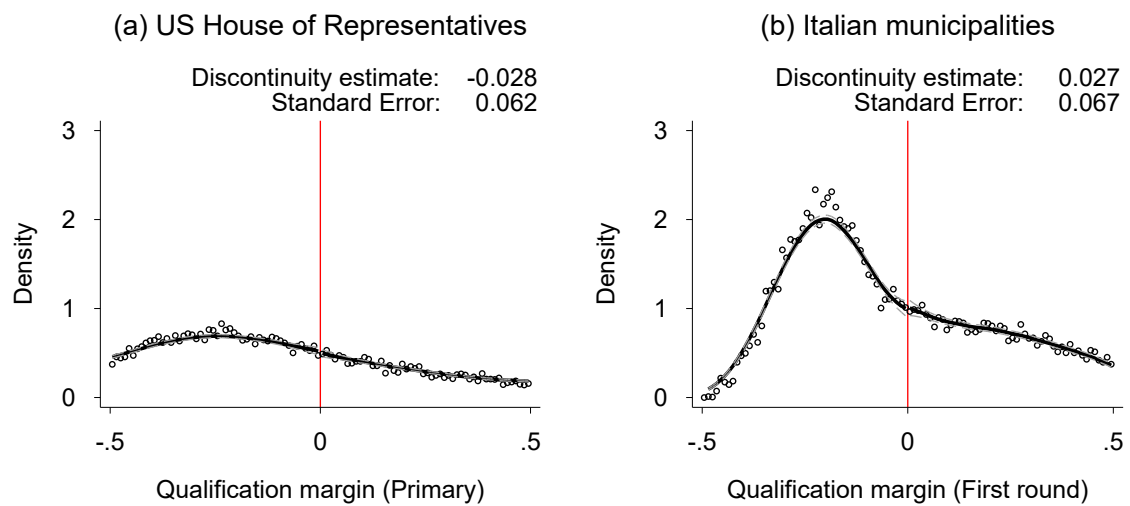 (a) US House of Representatives
Discontinuity estimate: -0.028
Standard Error: 0.062
3
2
1
0
Density
-.5 0 .5
Qualification margin (Primary)
(b) Italian municipalities
Discontinuity estimate: 0.027
Standard Error: 0.067
3
2
1
0
Density
-.5 0 .5
Qualification margin (First round)